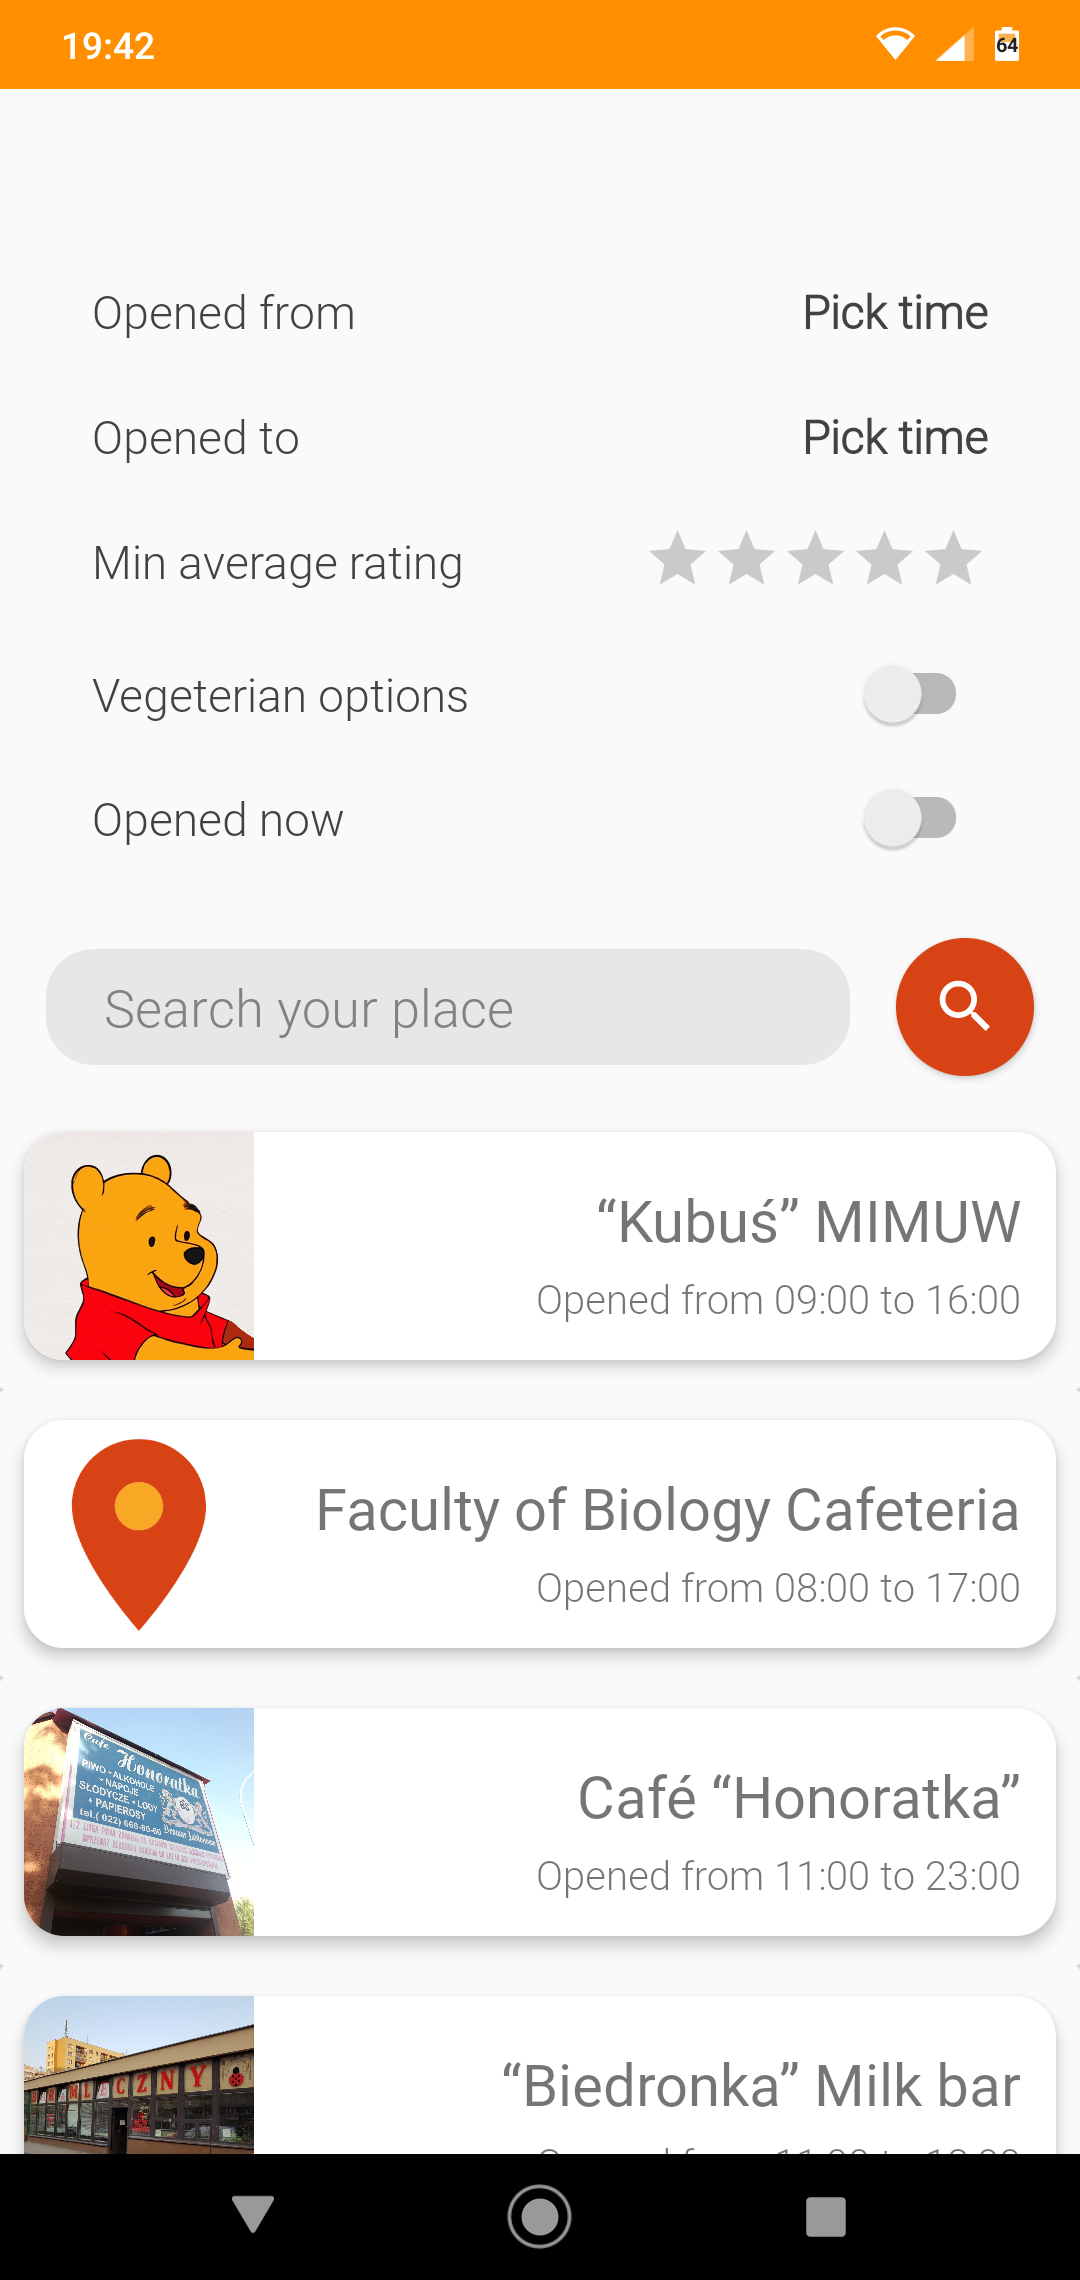 19:42
64
Opened from
Pick time
Opened to
Pick time
Min average rating
Vegeterian options
Opened now
Search your place
“Kubuś” MIMUW
Opened from 09:00 to 16:00
Faculty of Biology Cafeteria
Opened from 08:00 to 17:00
Cafe Honoratka
PIWO - ALKOHOLE
- NAPOJE
SŁODYCZE - LODY
+ PAPIEROSY
tel.( 022) 668-80-60
Café “Honoratka”
Opened from 11:00 to 23:00
“Biedronka” Milk bar